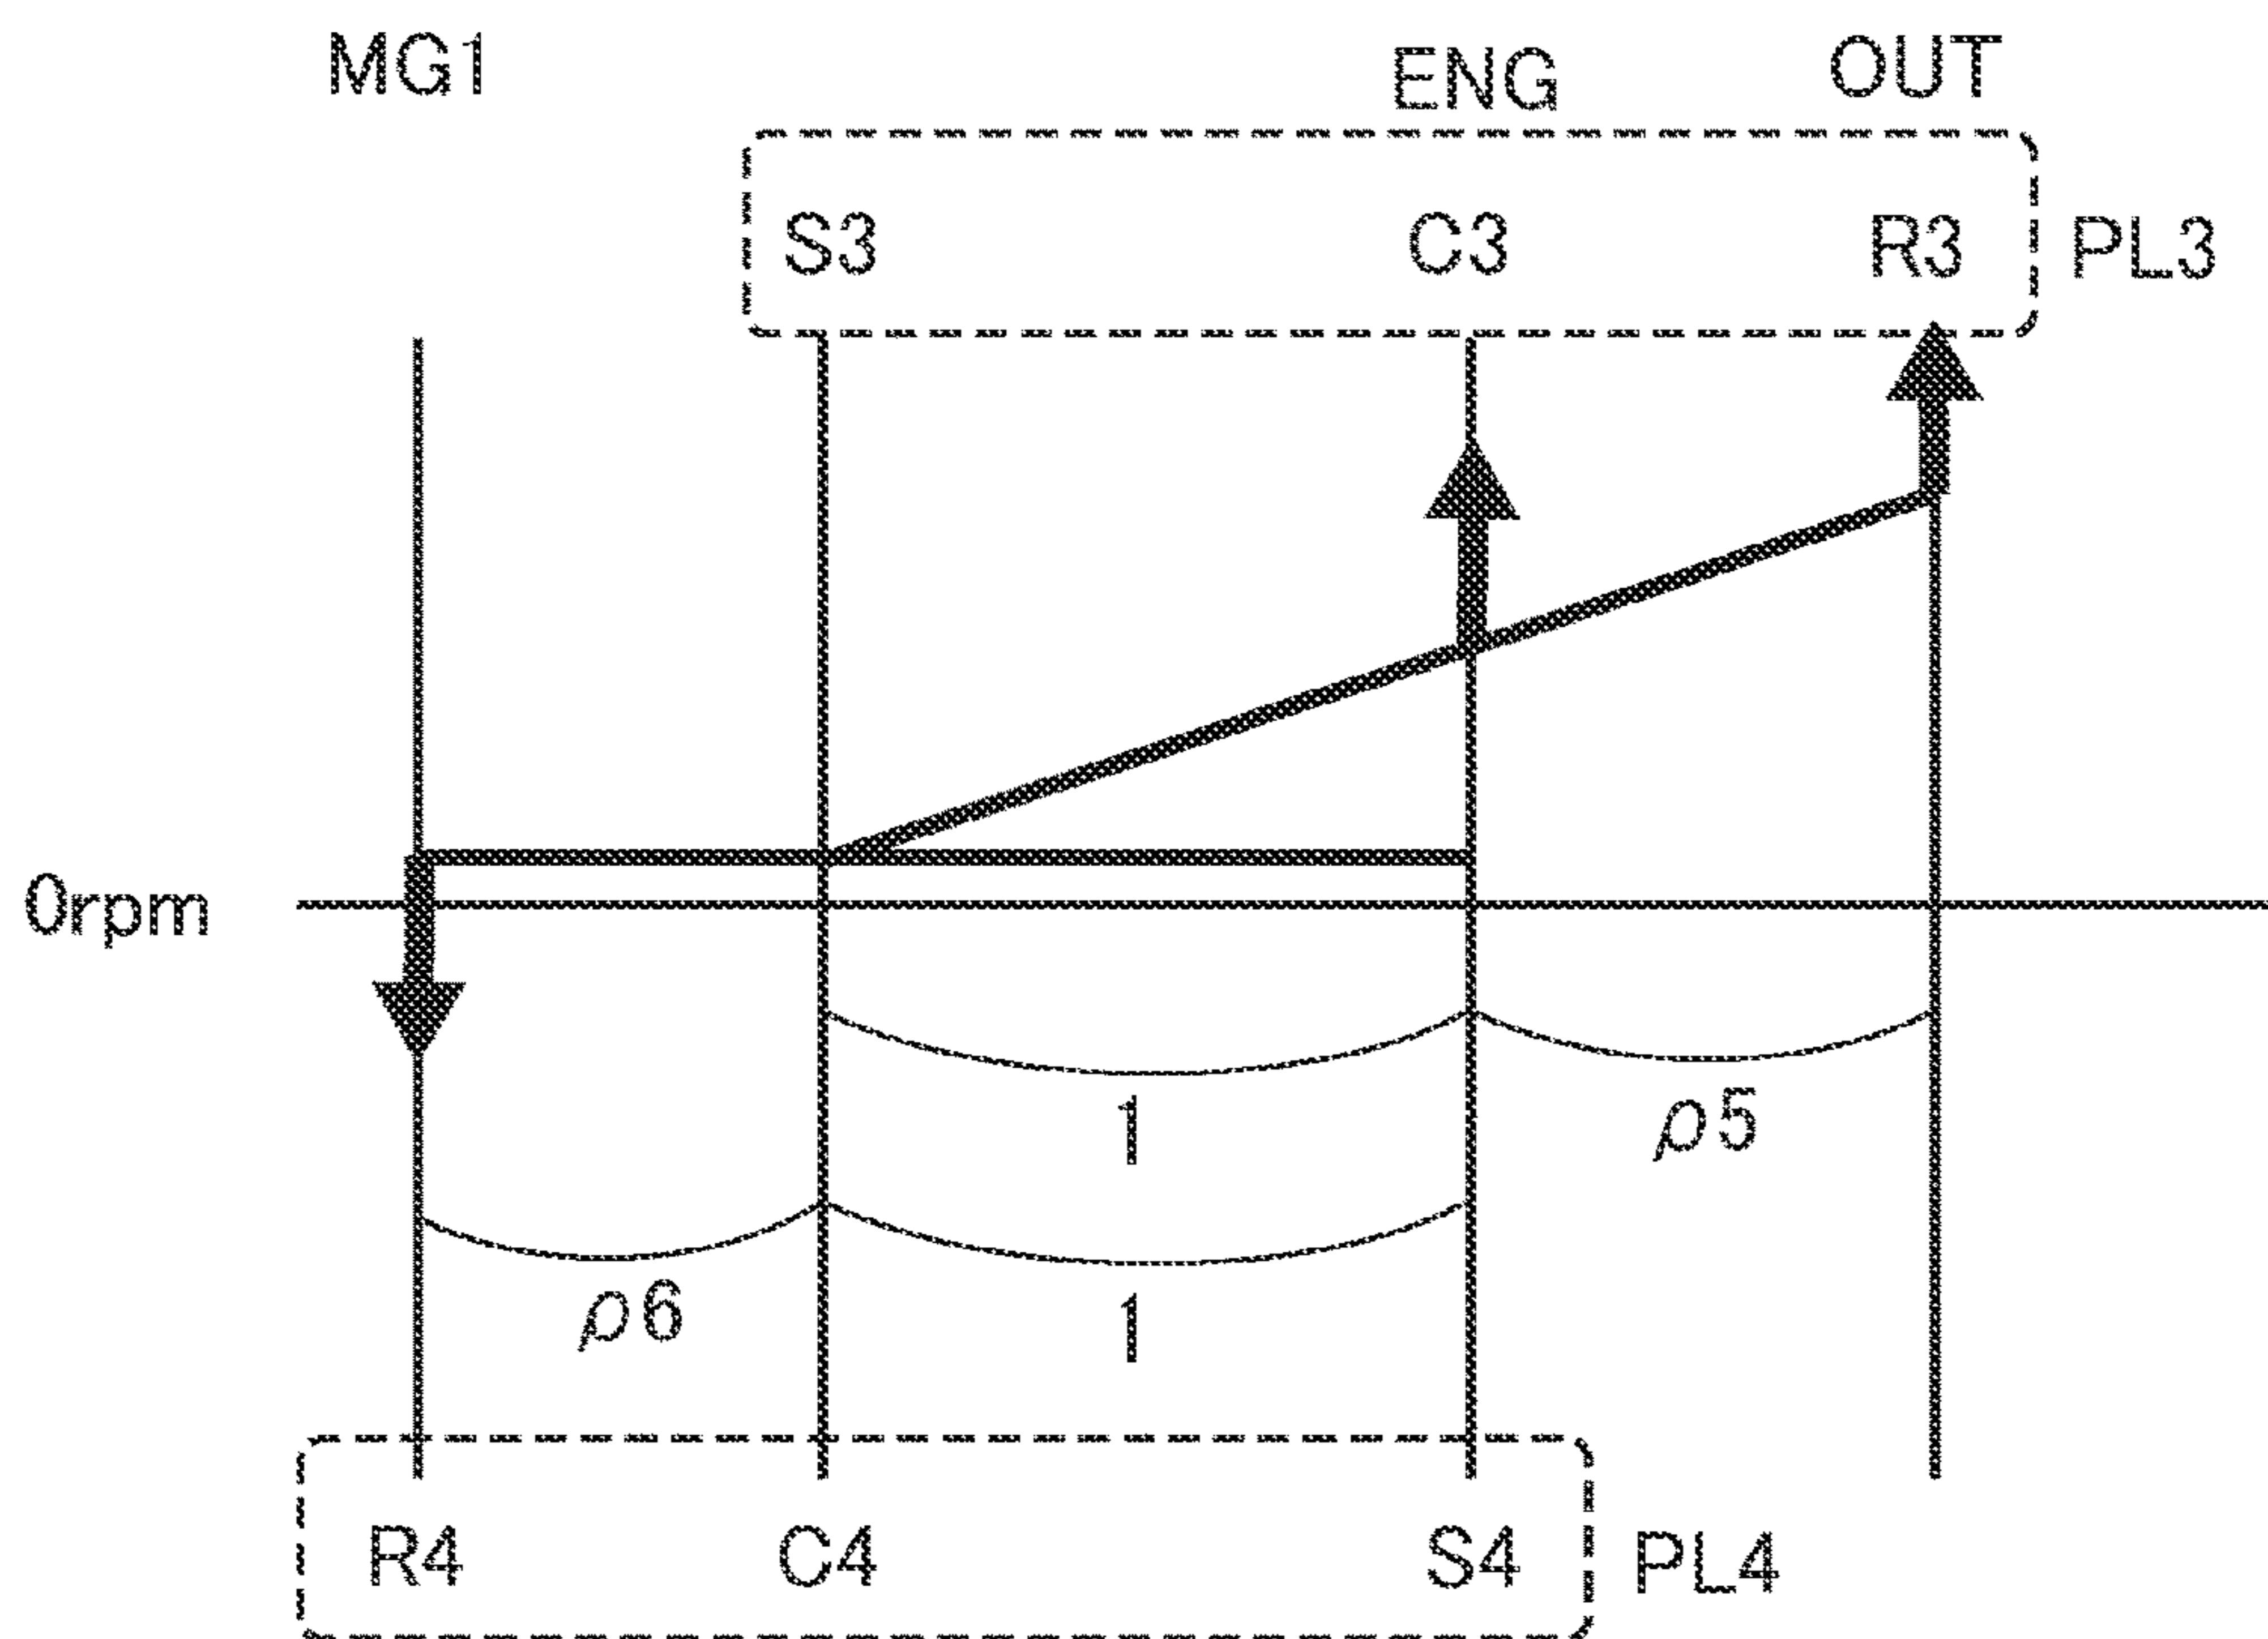 MG1 ENG OUT
S3 C3 R3 PL3
0rpm
1 ρ5
ρ6 1
R4 C4 S4 PL4